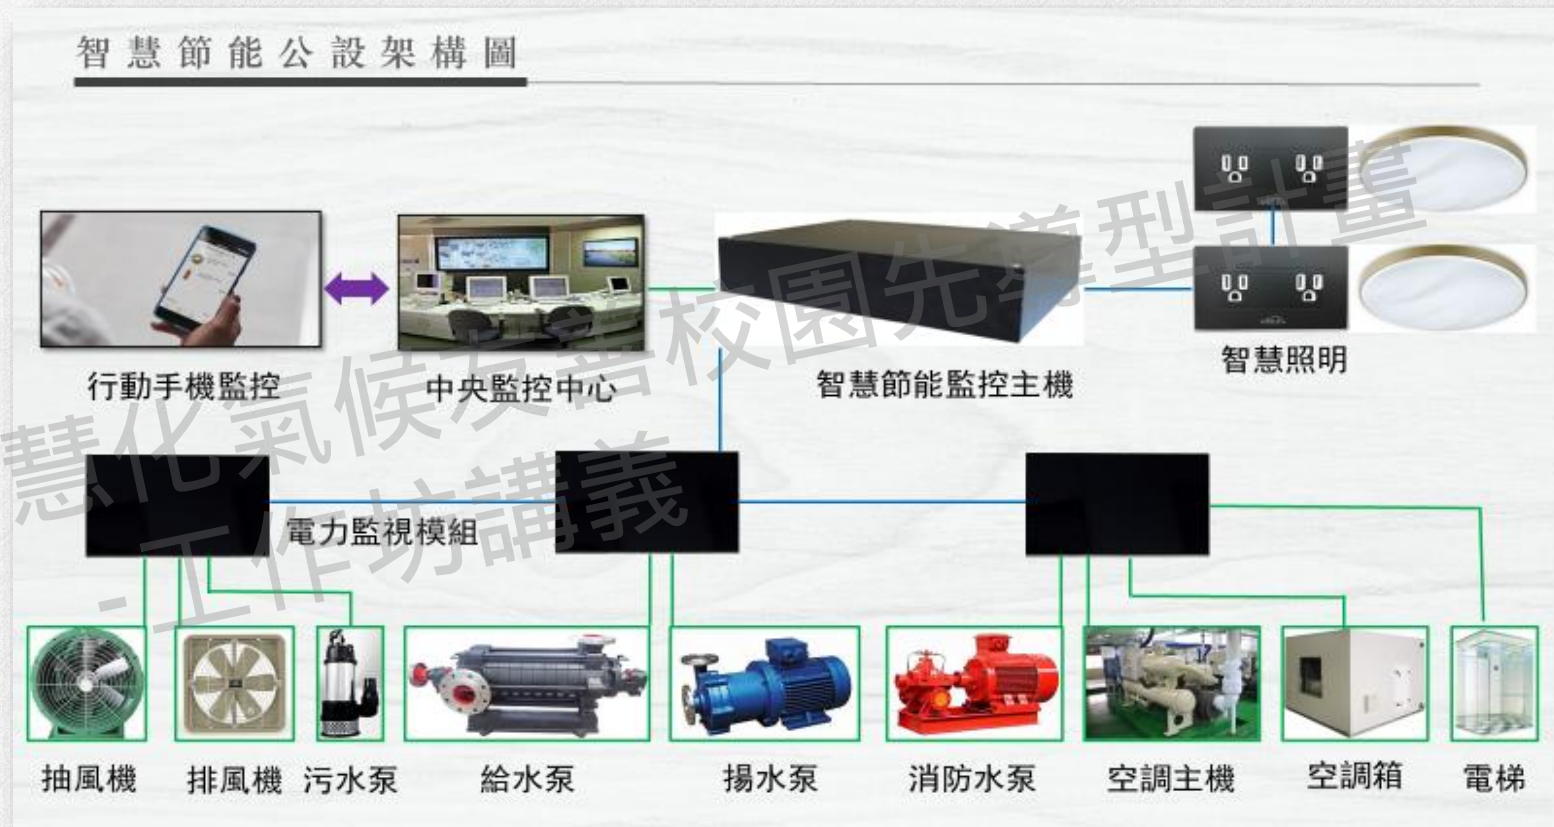 智慧節能公設架構圖
行動手機監控
中央監控中心
智慧節能監控主機
智慧照明
電力監視模組
抽風機
排風機
污水泵
給水泵
揚水泵
消防水泵
空調主機
空調箱
電梯
慧化氣候友善校園先導型計畫
-工作坊講義